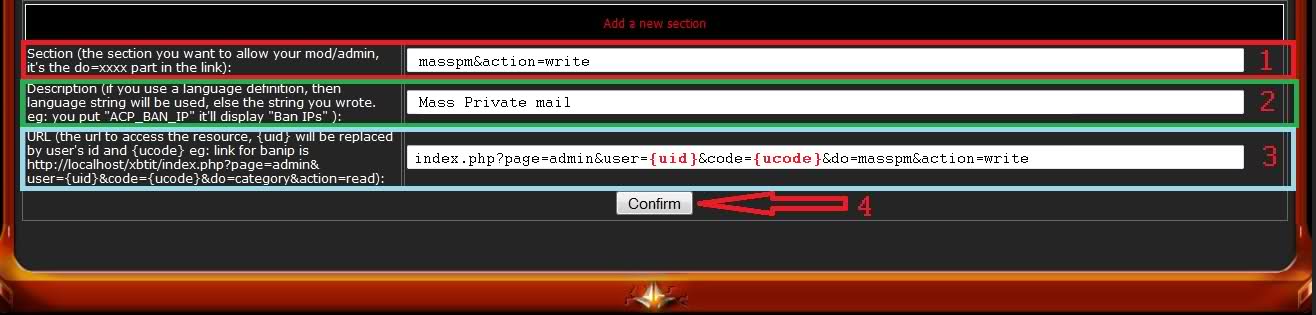 Add a new section
Section (the section you want to allow your mod/admin,
it's the do=xxxx part in the link):
masspm&action=write
1
Description (if you use a language definition, then
language string will be used, else the string you wrote.
eg: you put "ACP_BAN_IP" it'll display "Ban IPs" ):
Mass Private mail
2
URL (the url to access the resource, {uid} will be replaced
by user's id and {ucode} eg: link for banip is
http://localhost/xbtit/index.php?page=admin&
user={uid}&code={ucode}&do=category&action=read):
index.php?page=admin&user={uid}&code={ucode}&do=masspm&action=write
3
Confirm
4